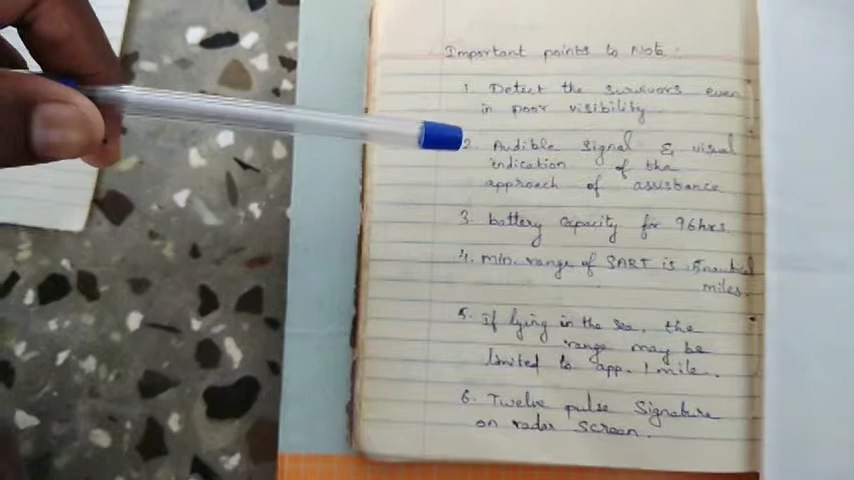 Important points to Note :
1. Detect the survivors even
in poor visibility
2. Audible signal & visual
indication of the
approach of assistance
3. battery capacity for 96hrs.
4. min. range of SART is 5 nautical
miles.
5. If lying in the sea, the
range may be
limited to app. 1 mile.
6. Twelve pulse Signature
on radar Screen.